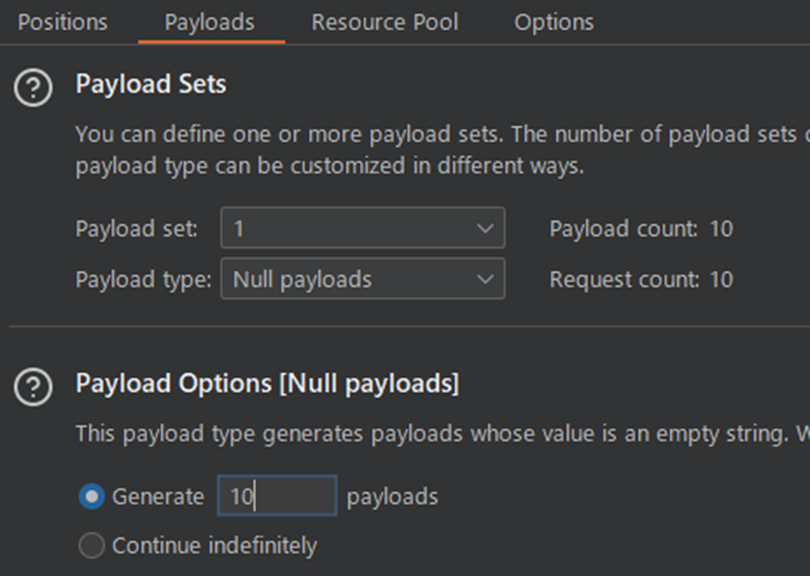 Positions Payloads Resource Pool Options
Payload Sets
You can define one or more payload sets. The number of payload sets
payload type can be customized in different ways.
Payload set: 1 Payload count: 10
Payload type: Null payloads Request count: 10
Payload Options [Null payloads]
This payload type generates payloads whose value is an empty string.
Generate 10 payloads
Continue indefinitely